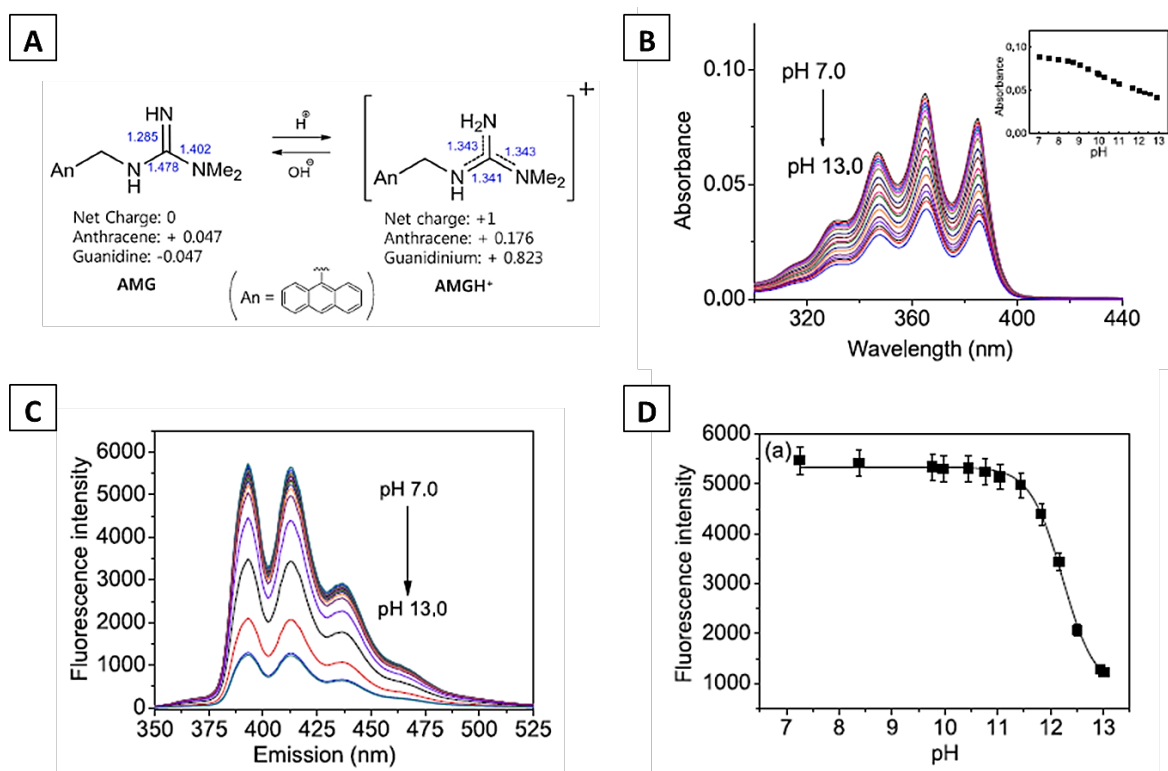 A
HN
1.285
1.402
An
1.478
N
H
NMe2
H⊕
OH⊖
+
H2N
1.343
1.343
An
1.341
N
H
NMe2
Net Charge: 0
Anthracene: + 0.047
Guanidine: -0.047
AMG
Net charge: +1
Anthracene: + 0.176
Guanidinium: + 0.823
AMGH+
(An = )
B
0.10
0.05
0.00
Absorbance
320 360 400 440
Wavelength (nm)
pH 7.0
pH 13.0
0.10
0.05
0.00
Absorbance
7 8 9 10 11 12 13
pH
C
6000
5000
4000
3000
2000
1000
0
Fluorescence intensity
350 375 400 425 450 475 500 525
Emission (nm)
pH 7.0
pH 13.0
D
(a)
6000
5000
4000
3000
2000
1000
Fluorescence intensity
7 8 9 10 11 12 13
pH